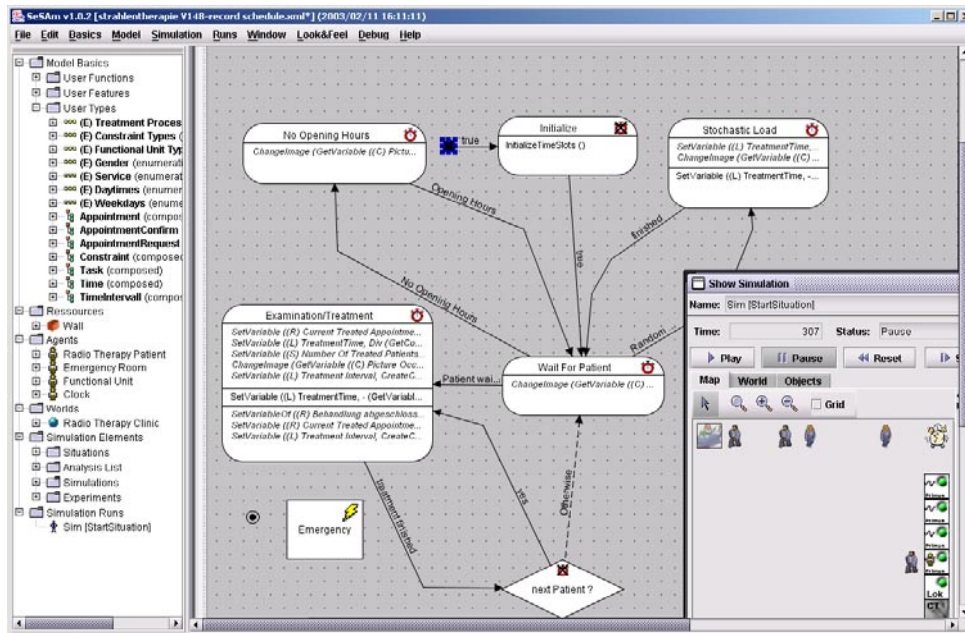 SeSAm v1.0.2 [strahlentherapie V148-record schedule.xml*] (2003/02/11 16:11:11)
File Edit Basics Model Simulation Runs Window Look&Feel Debug Help
Model Basics
User Functions
User Features
User Types
(E) Treatment Proces
(E) Constraint Types (
(E) Functional Unit Typ
(E) Gender (enumerati
(E) Service (enumerat
(E) Daytimes (enumer
(E) Weekdays (enume
Appointment (compos
AppointmentConfirm
AppointmentRequest
Constraint (composed
Task (composed)
Time (composed)
TimeIntervall (compos
Ressources
Wall
Agents
Radio Therapy Patient
Emergency Room
Functional Unit
Clock
Worlds
Radio Therapy Clinic
Simulation Elements
Situations
Analysis List
Simulations
Experiments
Simulation Runs
Sim [StartSituation]
No Opening Hours
ChangeImage (GetVariable ((C) Pictu...
true
Initialize
InitializeTimeSlots ()
Stochastic Load
SetVariable ((L) TreatmentTime,...
ChangeImage (GetVariable ((C) ...
SetVariable ((L) TreatmentTime, -...
Opening Hours
true
finished
No Opening Hours
Random
Examination/Treatment
SetVariable ((R) Current Treated Appointme...
SetVariable ((L) TreatmentTime, Div (GetCo...
SetVariable ((S) Number Of Treated Patients...
ChangeImage (GetVariable ((C) Picture Occ...
SetVariable ((L) Treatment Interval, CreateC...
SetVariable ((L) TreatmentTime, - (GetVariabl...
SetVariableOf ((R) Behandlung abgeschloss...
SetVariable ((R) Current Treated Appointme...
SetVariable ((L) Treatment Interval, CreateC...
Patient wai...
Wait For Patient
ChangeImage (GetVariable ((C) ...
treatment finished
yes
Otherwise
Emergency
next Patient ?
Show Simulation
Name: Sim [StartSituation]
Time: 307 Status: Pause
Play Pause Reset
Map World Objects
Grid
Lok
CT